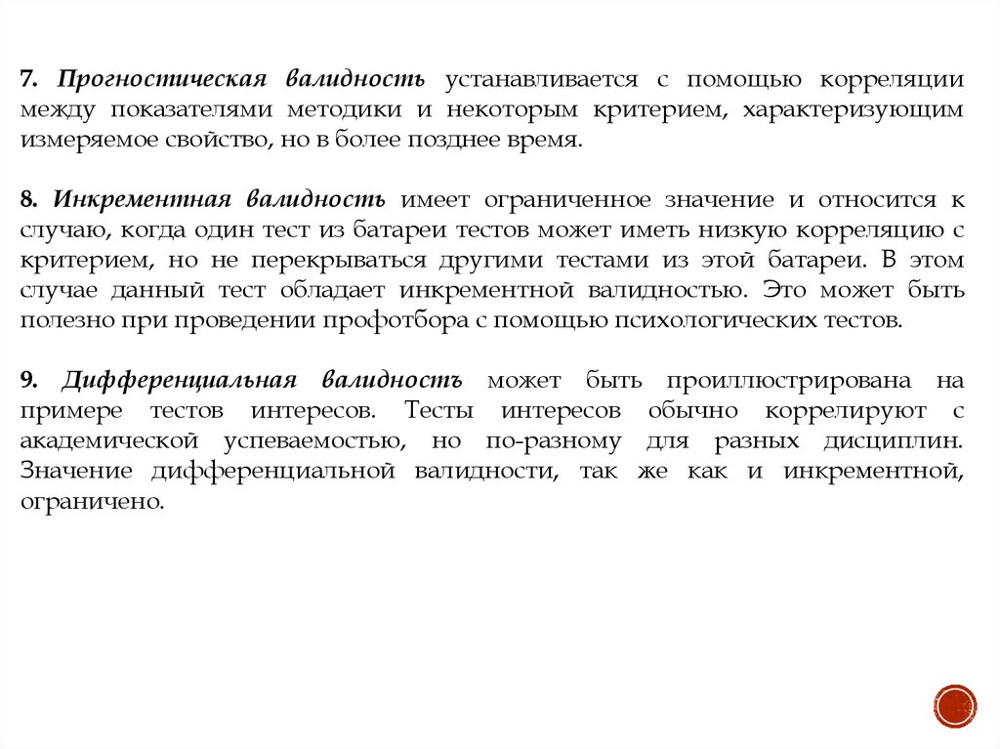 7. Прогностическая валидность устанавливается с помощью корреляции
между показателями методики и некоторым критерием, характеризующим
измеряемое свойство, но в более позднее время.
8. Инкрементная валидность имеет ограниченное значение и относится к
случаю, когда один тест из батареи тестов может иметь низкую корреляцию с
критерием, но не перекрываться другими тестами из этой батареи. В этом
случае данный тест обладает инкрементной валидностью. Это может быть
полезно при проведении профотбора с помощью психологических тестов.
9. Дифференциальная валидностъ может быть проиллюстрирована на
примере тестов интересов. Тесты интересов обычно коррелируют с
академической успеваемостью, но по-разному для разных дисциплин.
Значение дифференциальной валидности, так же как и инкрементной,
ограничено.